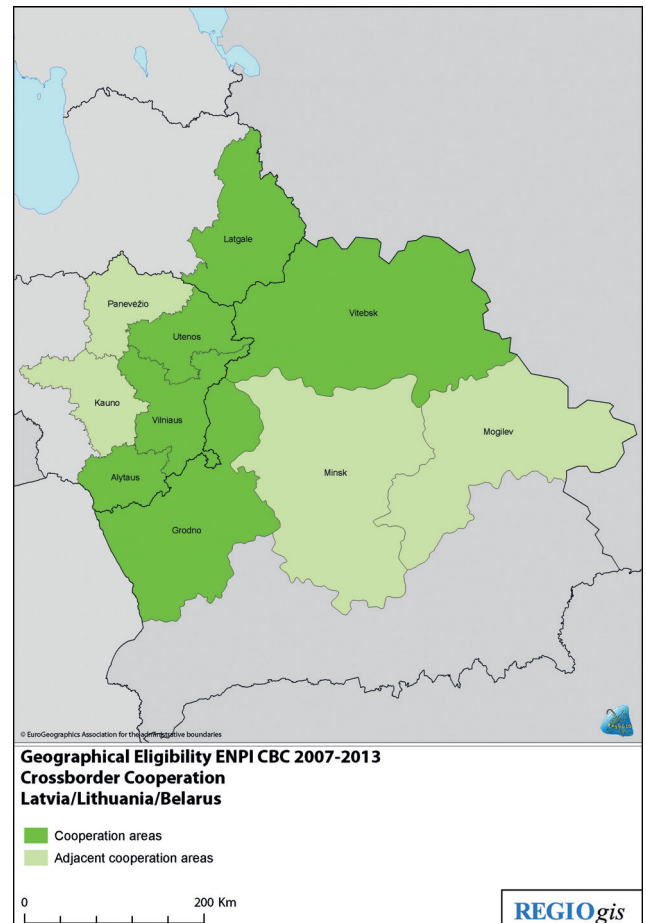 Latgale
Panevėžio
Vitebsk
Utenos
Kauno
Vilniaus
Mogilev
Minsk
Alytaus
Grodno
© EuroGeographics Association for the administrative boundaries
Geographical Eligibility ENPI CBC 2007-2013
Crossborder Cooperation
Latvia/Lithuania/Belarus
Cooperation areas
Adjacent cooperation areas
0 200 Km
REGIOgis